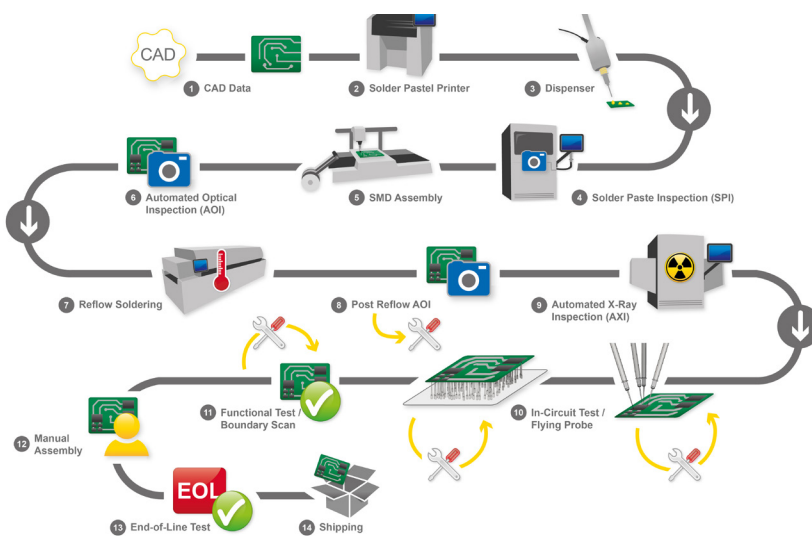 CAD
1 CAD Data
2 Solder Pastel Printer
3 Dispenser
6 Automated Optical
Inspection (AOI)
5 SMD Assembly
4 Solder Paste Inspection (SPI)
7 Reflow Soldering
8 Post Reflow AOI
9 Automated X-Ray
Inspection (AXI)
11 Functional Test /
Boundary Scan
10 In-Circuit Test /
Flying Probe
12 Manual
Assembly
EOL
13 End-of-Line Test
14 Shipping